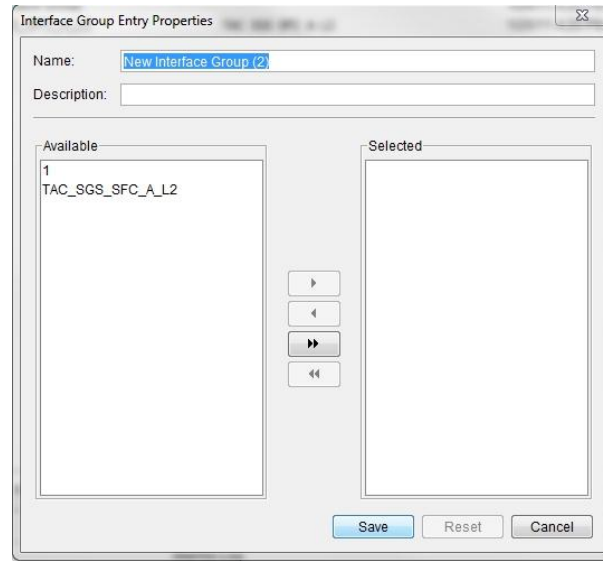 Interface Group Entry Properties
Name: New Interface Group (2)
Description:
Available
Selected
1
TAC_SGS_SFC_A_L2
Save Reset Cancel